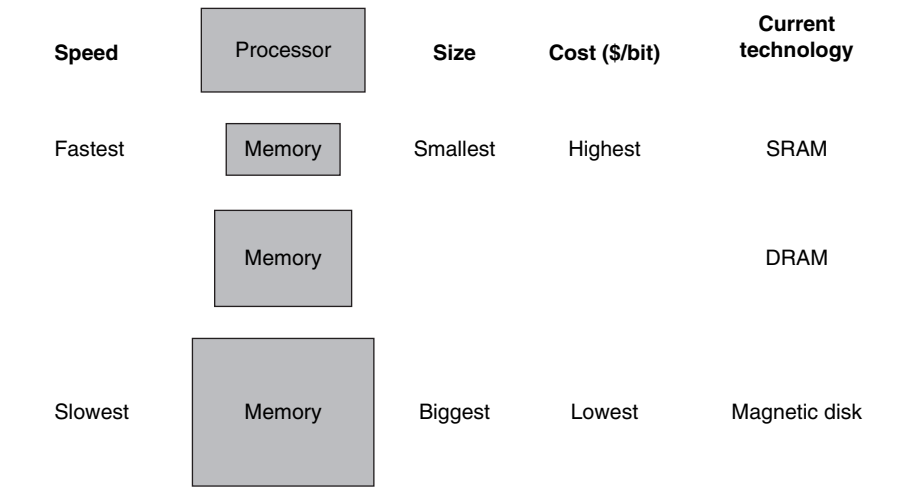 Speed Processor Size Cost ($/bit) Current
technology
Fastest Memory Smallest Highest SRAM
Memory DRAM
Slowest Memory Biggest Lowest Magnetic disk